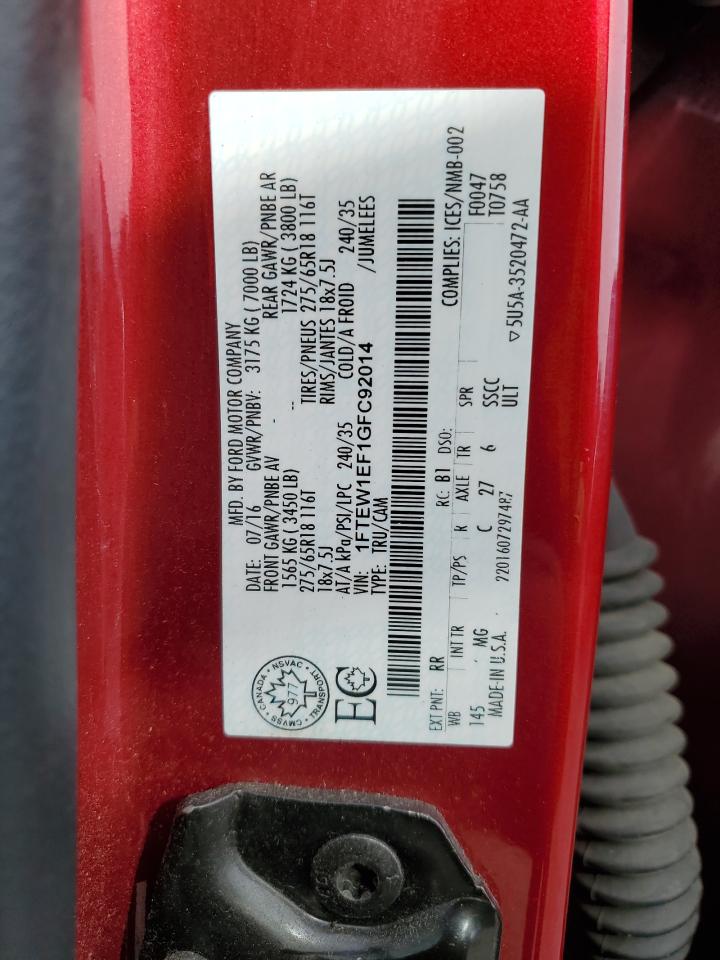 MFD. BY FORD MOTOR COMPANY
DATE: 07/16 GVWR/PNBV: 3175 KG ( 7000 LB)
FRONT GAWR/PNBE AV REAR GAWR/PNBE AR
1565 KG ( 3450 LB) 1724 KG ( 3800 LB)
275/65R18 116T TIRES/PNEUS 275/65R18 116T
18x7.5J RIMS/JANTES 18x7.5J
AT/A kPa/PSI/LPC 240/35 COLD/A FROID 240/35
VIN: 1FTEW1EF1GFC92014 /JUMELEES
TYPE: TRU/CAM
CANADA
NSVAC
TRANSPORT
CMVSS
977
EC
EXT PNT: RR RC: B1 DSO: COMPLIES: ICES/NMB-002
WB INT TR TP/PS R AXLE TR SPR F0047
145 MG C 27 6 SSCC T0758
MADE IN U.S.A. 2201607297487 ULT ▽5U5A-3520472-AA